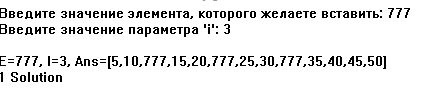 Введите значение элемента, которого желаете вставить: 777
Введите значение параметра 'i': 3
E=777, I=3, Ans=[5,10,777,15,20,777,25,30,777,35,40,45,50]
1 Solution